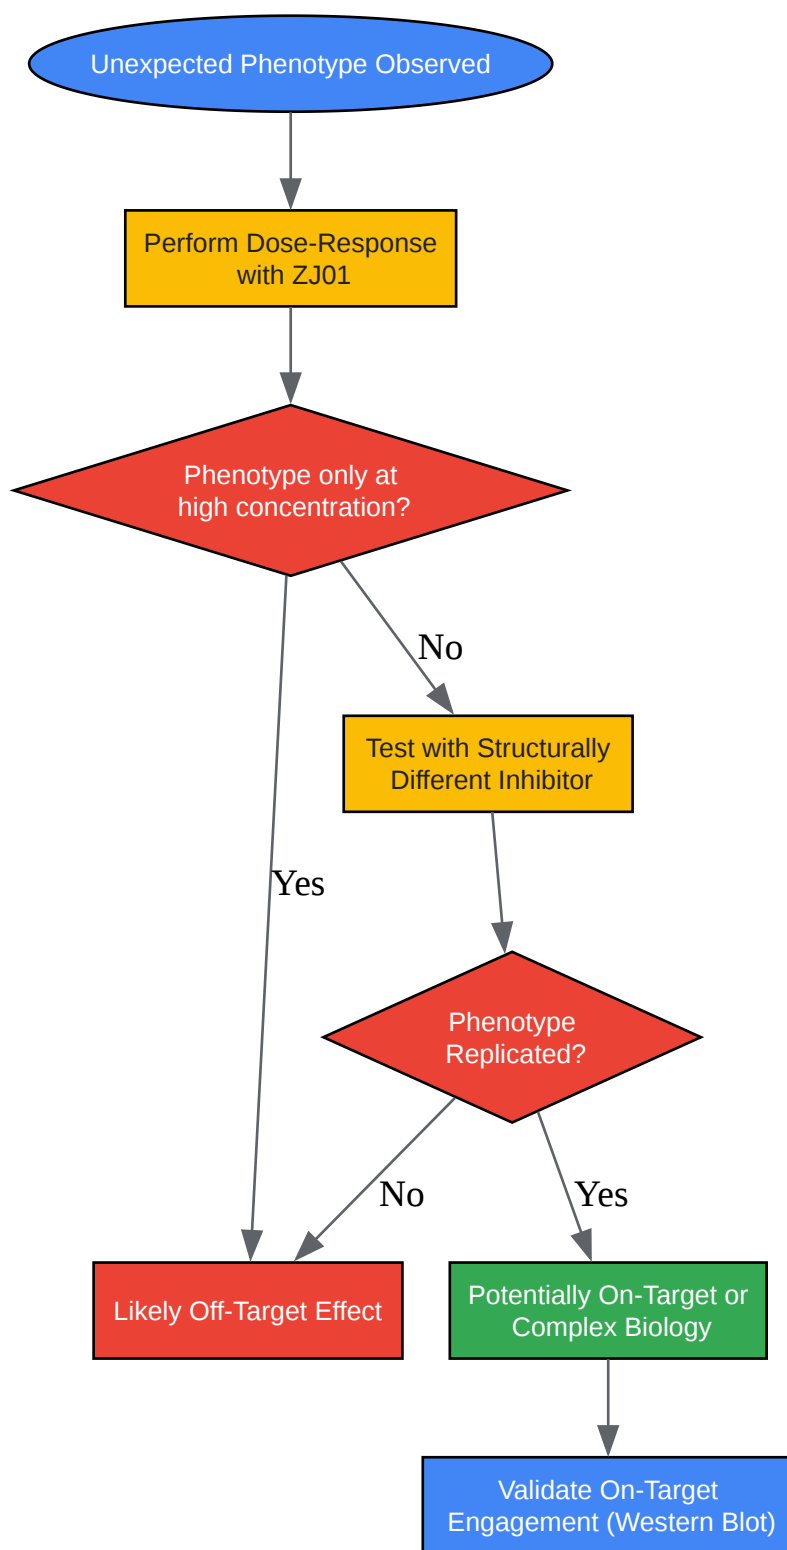 Unexpected Phenotype Observed
Perform Dose-Response
with ZJ01
Phenotype only at
high concentration?
No
Test with Structurally
Different Inhibitor
Yes
Phenotype
Replicated?
No
Yes
Likely Off-Target Effect
Potentially On-Target or
Complex Biology
Validate On-Target
Engagement (Western Blot)